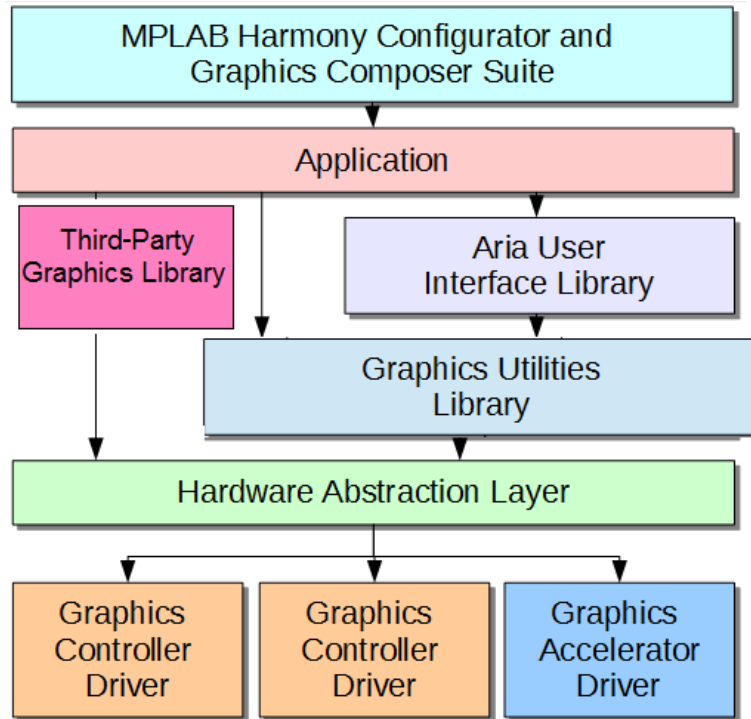 MPLAB Harmony Configurator and
Graphics Composer Suite
Application
Third-Party
Graphics Library
Aria User
Interface Library
Graphics Utilities
Library
Hardware Abstraction Layer
Graphics
Controller
Driver
Graphics
Controller
Driver
Graphics
Accelerator
Driver